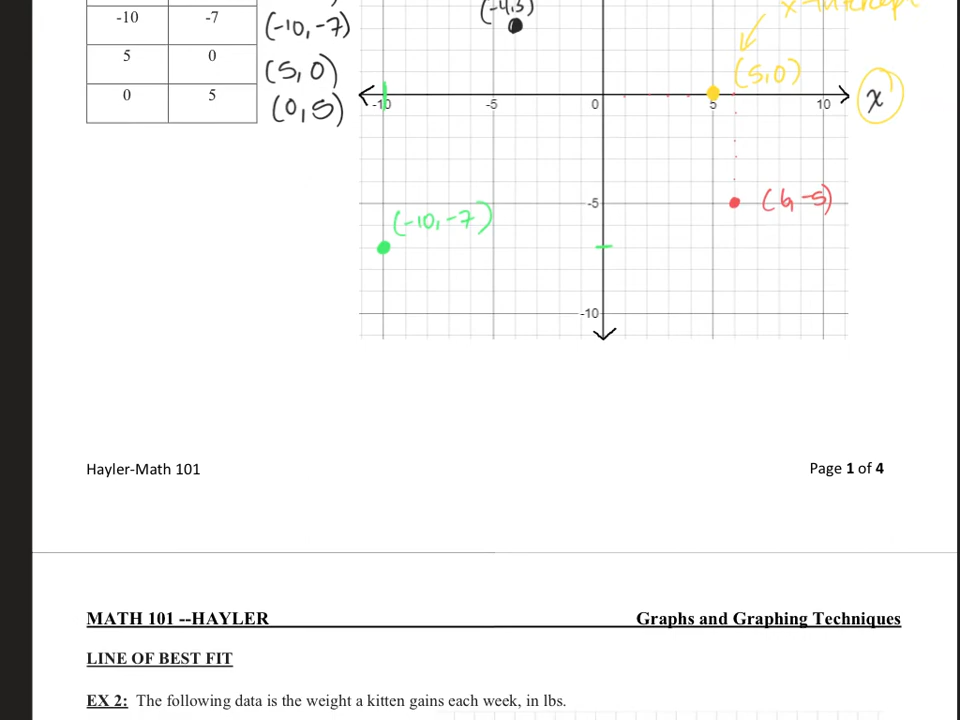 (-4,3)
x-intercept
-10 -7 (-10,-7)
5 0 (5,0)
(5,0)
0 5 (0,5)
-10 -5 0 5 10 x
-5 (6,-5)
(-10,-7)
-10
Hayler-Math 101 Page 1 of 4
MATH 101 --HAYLER Graphs and Graphing Techniques
LINE OF BEST FIT
EX 2: The following data is the weight a kitten gains each week, in lbs.